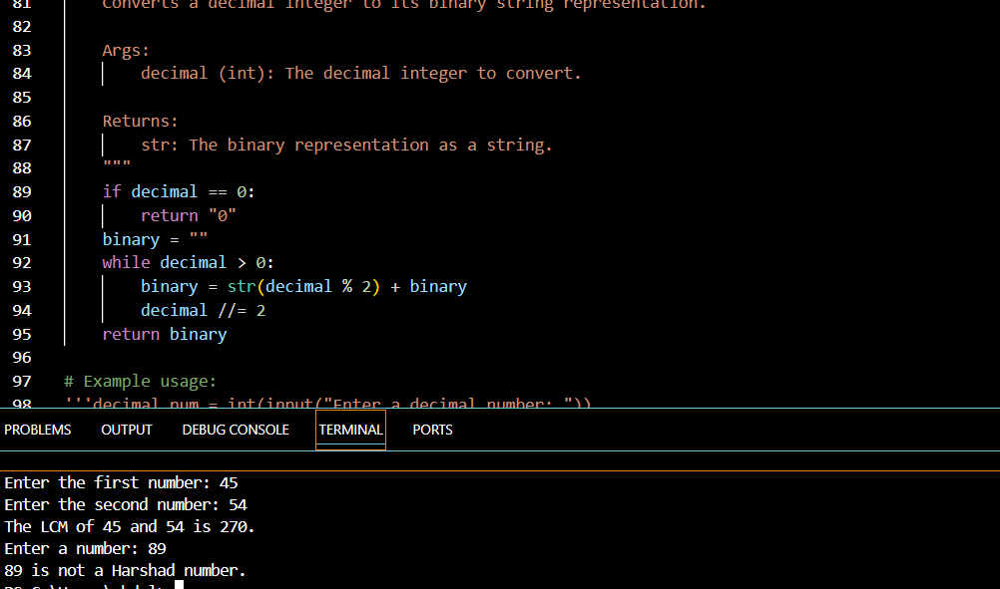 81 Converts a decimal integer to its binary string representation.
82
83 Args:
84 decimal (int): The decimal integer to convert.
85
86 Returns:
87 str: The binary representation as a string.
88 """
89 if decimal == 0:
90 return "0"
91 binary = ""
92 while decimal > 0:
93 binary = str(decimal % 2) + binary
94 decimal //= 2
95 return binary
96
97 # Example usage:
98 '''decimal_num = int(input("Enter a decimal number: "))
PROBLEMS OUTPUT DEBUG CONSOLE TERMINAL PORTS
Enter the first number: 45
Enter the second number: 54
The LCM of 45 and 54 is 270.
Enter a number: 89
89 is not a Harshad number.